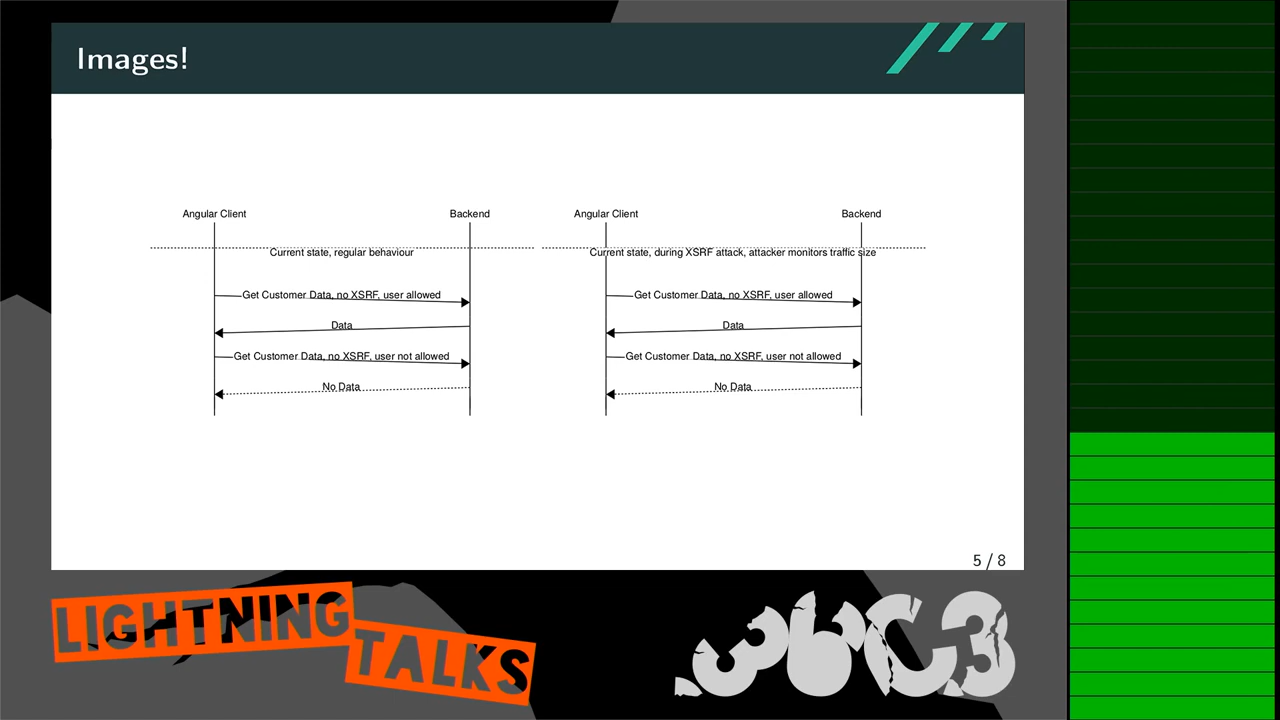 Images!
Angular Client
Backend
Current state, regular behaviour
Get Customer Data, no XSRF, user allowed
Data
Get Customer Data, no XSRF, user not allowed
No Data
Angular Client
Backend
Current state, during XSRF attack, attacker monitors traffic size
Get Customer Data, no XSRF, user allowed
Data
Get Customer Data, no XSRF, user not allowed
No Data
5 / 8
LIGHTNING
TALKS
36C3